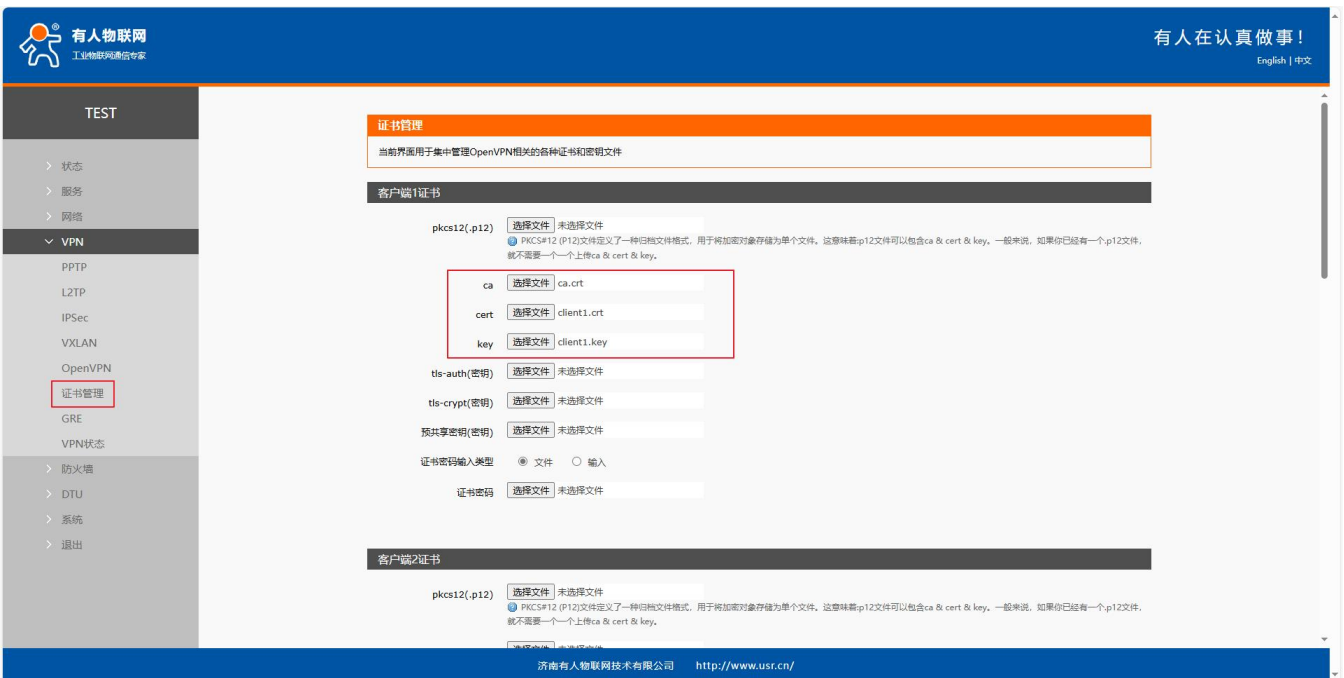 有人物联网
工业物联网通信专家
有人在认真做事！
English | 中文
TEST
状态
服务
网络
VPN
PPTP
L2TP
IPSec
VXLAN
OpenVPN
证书管理
GRE
VPN状态
防火墙
DTU
系统
退出
证书管理
当前界面用于集中管理OpenVPN相关的各种证书和密钥文件
客户端1证书
pkcs12(.p12) 选择文件 未选择文件
PKCS#12 (P12)文件定义了一种归档文件格式，用于将加密对象存储为单个文件。这意味着:p12文件可以包含ca & cert & key。一般来说，如果你已经有一个.p12文件，
就不需要一个一个上传ca & cert & key。
ca 选择文件 ca.crt
cert 选择文件 client1.crt
key 选择文件 client1.key
tls-auth(密钥) 选择文件 未选择文件
tls-crypt(密钥) 选择文件 未选择文件
预共享密钥(密钥) 选择文件 未选择文件
证书密码输入类型 文件 输入
证书密码 选择文件 未选择文件
客户端2证书
pkcs12(.p12) 选择文件 未选择文件
PKCS#12 (P12)文件定义了一种归档文件格式，用于将加密对象存储为单个文件。这意味着:p12文件可以包含ca & cert & key。一般来说，如果你已经有一个.p12文件，
就不需要一个一个上传ca & cert & key。
济南有人物联网技术有限公司 http://www.usr.cn/